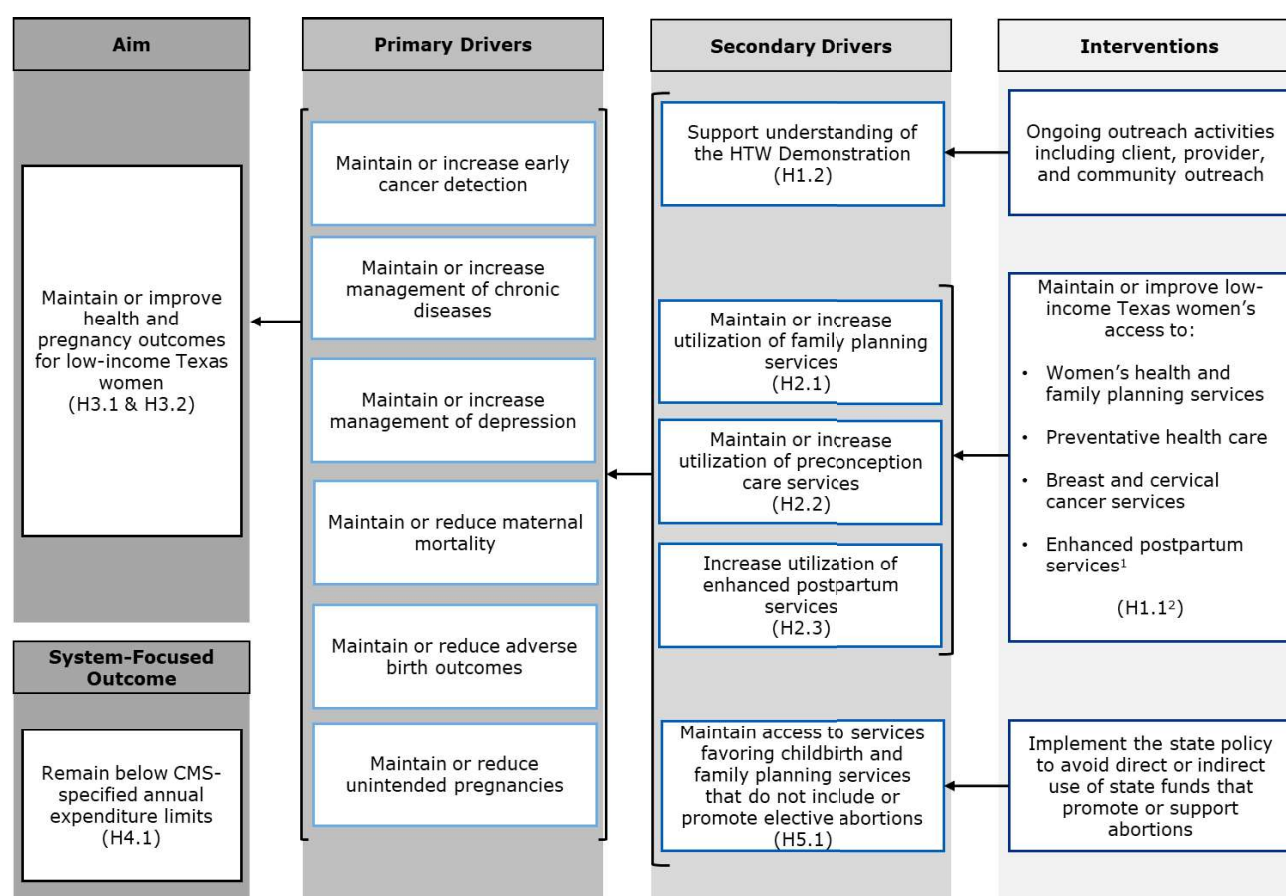 Aim
Maintain or improve
health and
pregnancy outcomes
for low-income Texas
women
(H3.1 & H3.2)
System-Focused
Outcome
Remain below CMS-
specified annual
expenditure limits
(H4.1)
Primary Drivers
Maintain or increase early
cancer detection
Maintain or increase
management of chronic
diseases
Maintain or increase
management of depression
Maintain or reduce maternal
mortality
Maintain or reduce adverse
birth outcomes
Maintain or reduce
unintended pregnancies
Secondary Drivers
Support understanding of
the HTW Demonstration
(H1.2)
Maintain or increase
utilization of family planning
services
(H2.1)
Maintain or increase
utilization of preconception
care services
(H2.2)
Increase utilization of
enhanced postpartum
services
(H2.3)
Maintain access to services
favoring childbirth and
family planning services
that do not include or
promote elective abortions
(H5.1)
Interventions
Ongoing outreach activities
including client, provider,
and community outreach
Maintain or improve low-
income Texas women’s
access to:
• Women’s health and
family planning services
• Preventative health care
• Breast and cervical
cancer services
• Enhanced postpartum
services¹
(H1.1²)
Implement the state policy
to avoid direct or indirect
use of state funds that
promote or support
abortions